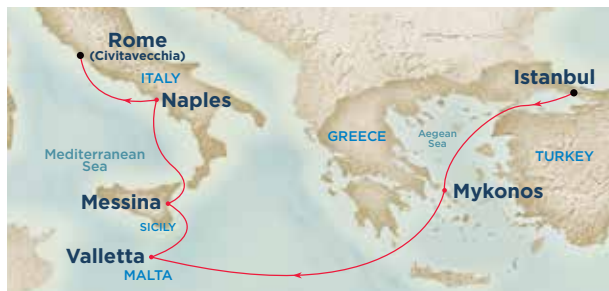 Rome
(Civitavecchia)
ITALY
Naples
Istanbul
GREECE
Aegean
Sea
TURKEY
Mediterranean
Sea
Messina
Mykonos
SICILY
Valletta
MALTA